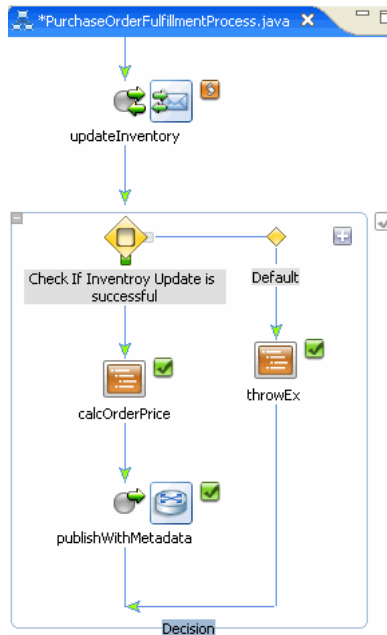 *PurchaseOrderFulfillmentProcess.java
updateInventory
Check If Inventroy Update is
successful
Default
calcOrderPrice
throwEx
publishWithMetadata
Decision